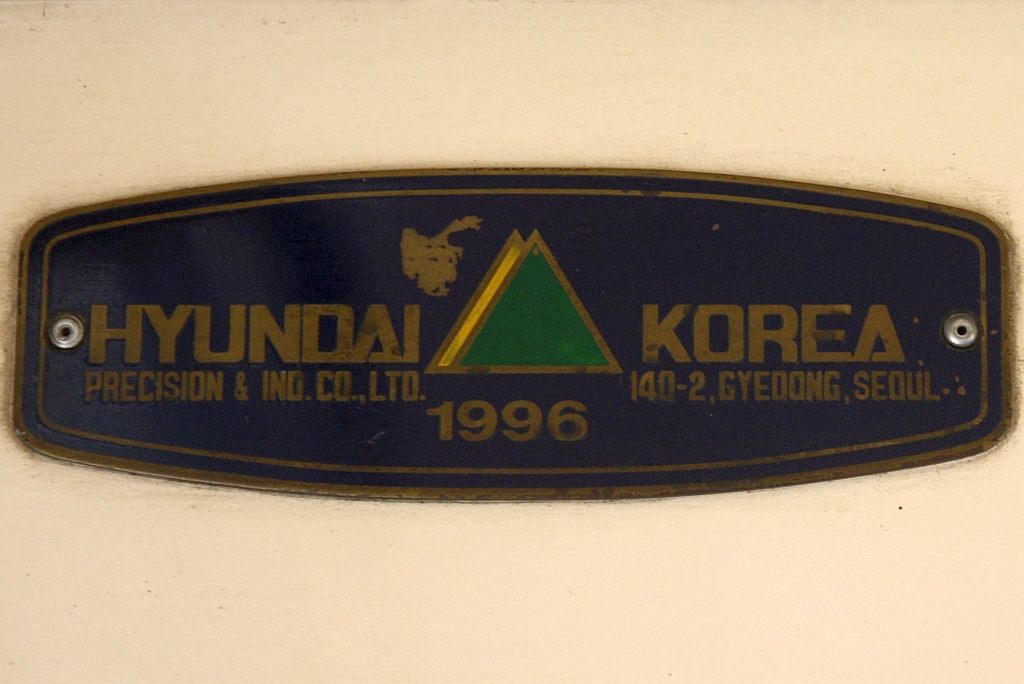 HYUNDAI KOREA
PRECISION & IND. CO., LTD. 140-2, GYEDONG, SEOUL.
1996